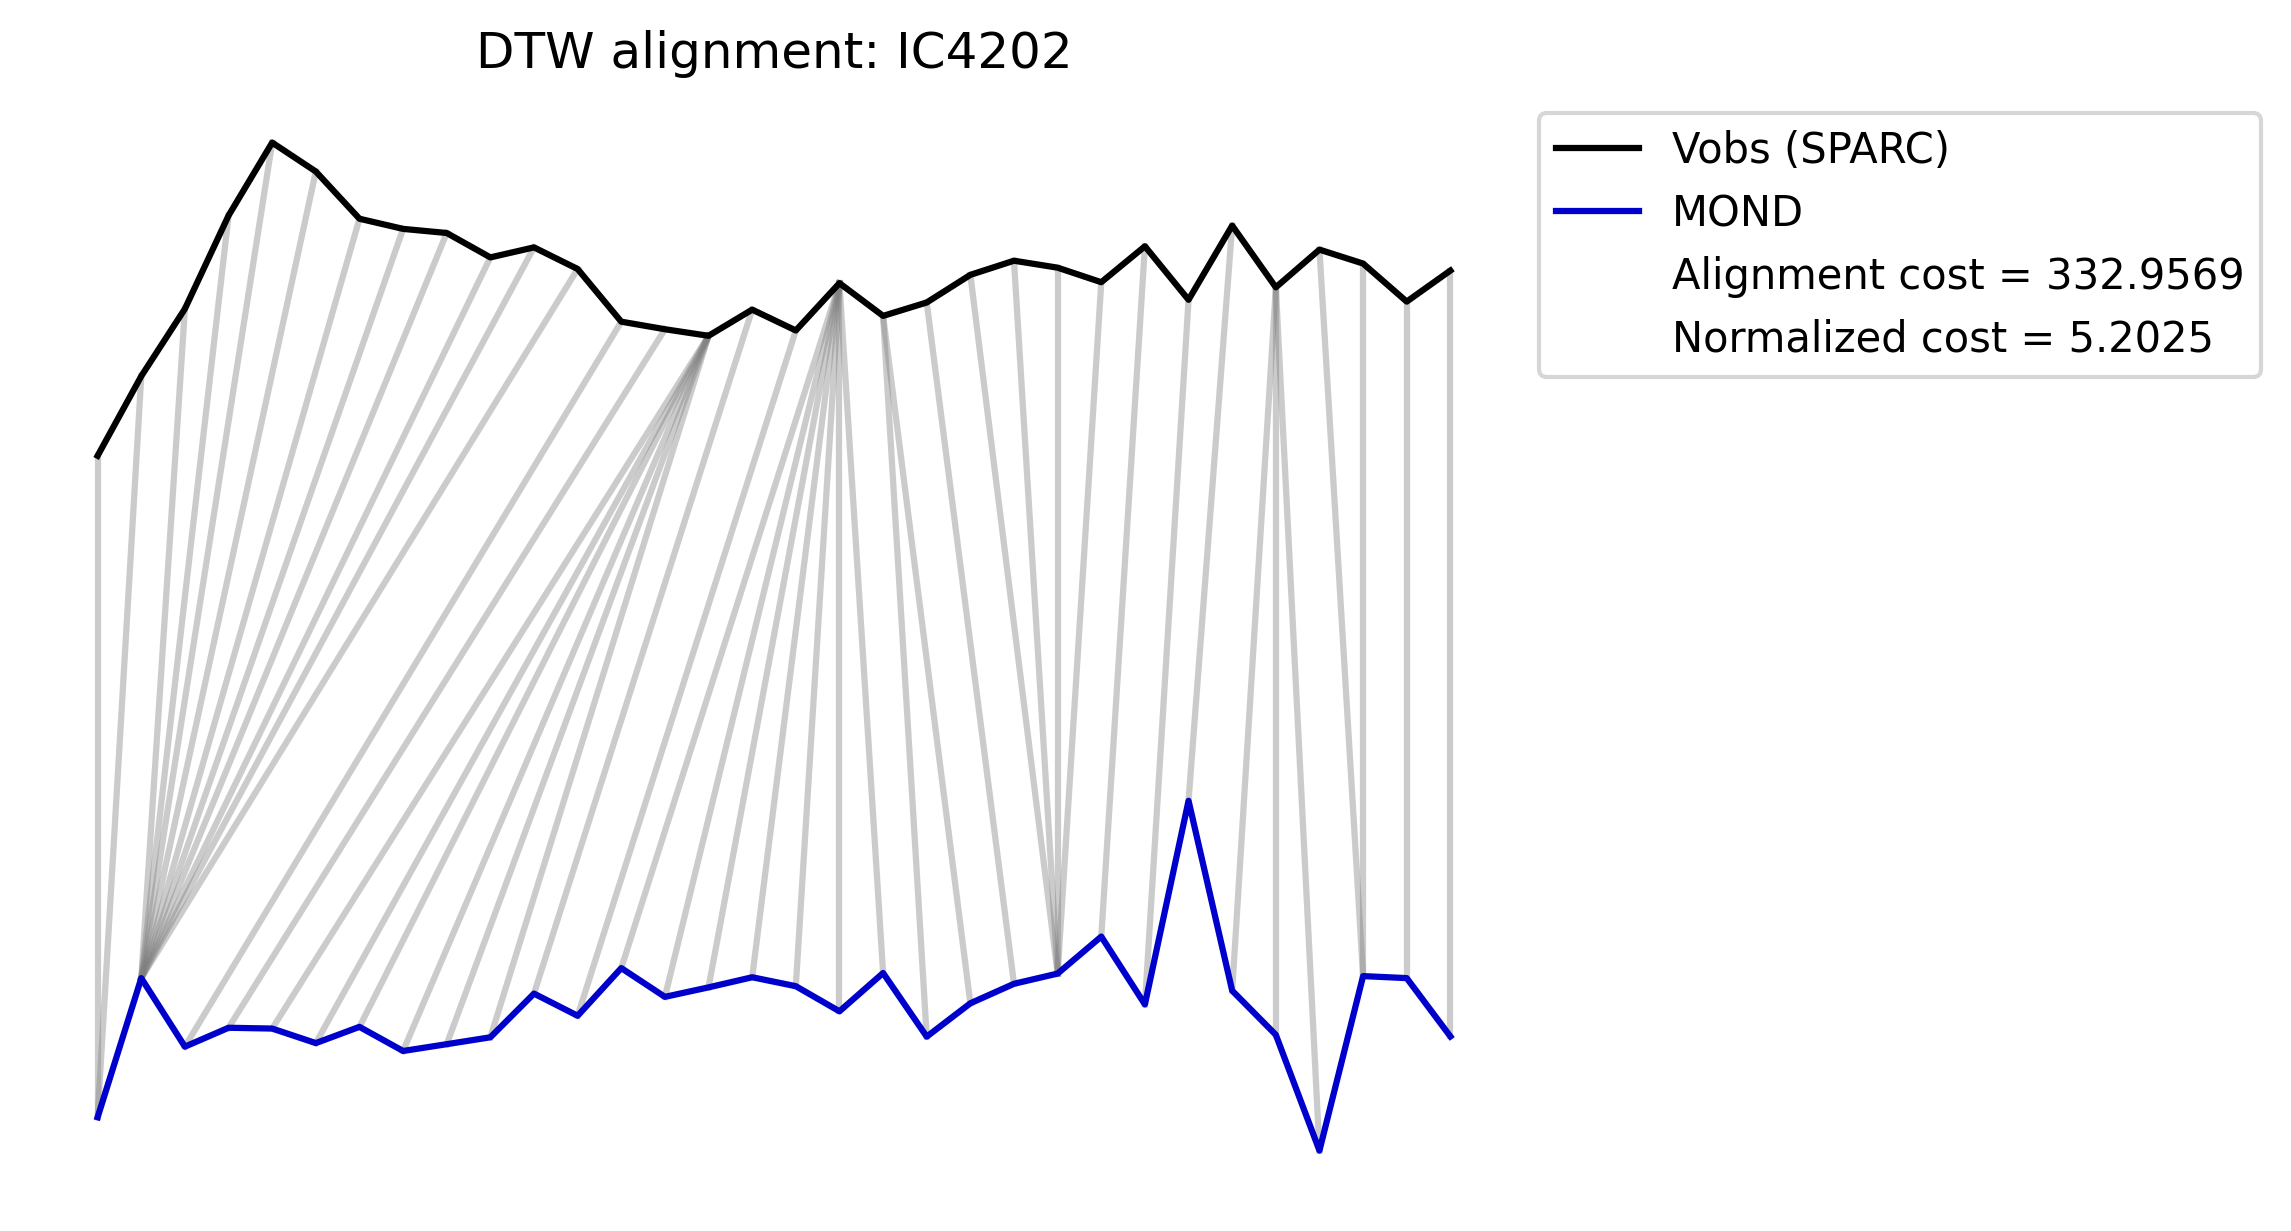 DTW alignment: IC4202
Vobs (SPARC)
MOND
Alignment cost = 332.9569
Normalized cost = 5.2025